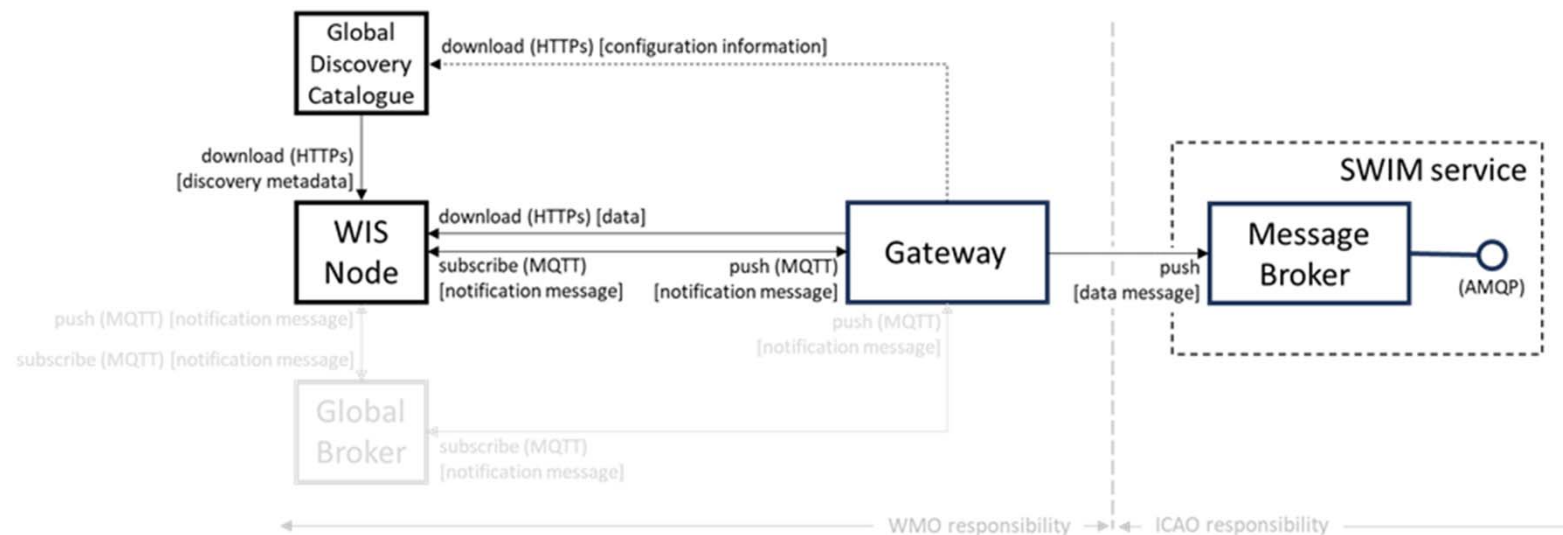 Global
Discovery
Catalogue
download (HTTPs) [configuration information]
download (HTTPs)
[discovery metadata]
SWIM service
WIS
Node
download (HTTPs) [data]
subscribe (MQTT)
[notification message]
push (MQTT)
[notification message]
Gateway
push
[data message]
Message
Broker
(AMQP)
push (MQTT) [notification message]
subscribe (MQTT) [notification message]
push (MQTT)
[notification message]
Global
Broker
subscribe (MQTT)
[notification message]
WMO responsibility
ICAO responsibility